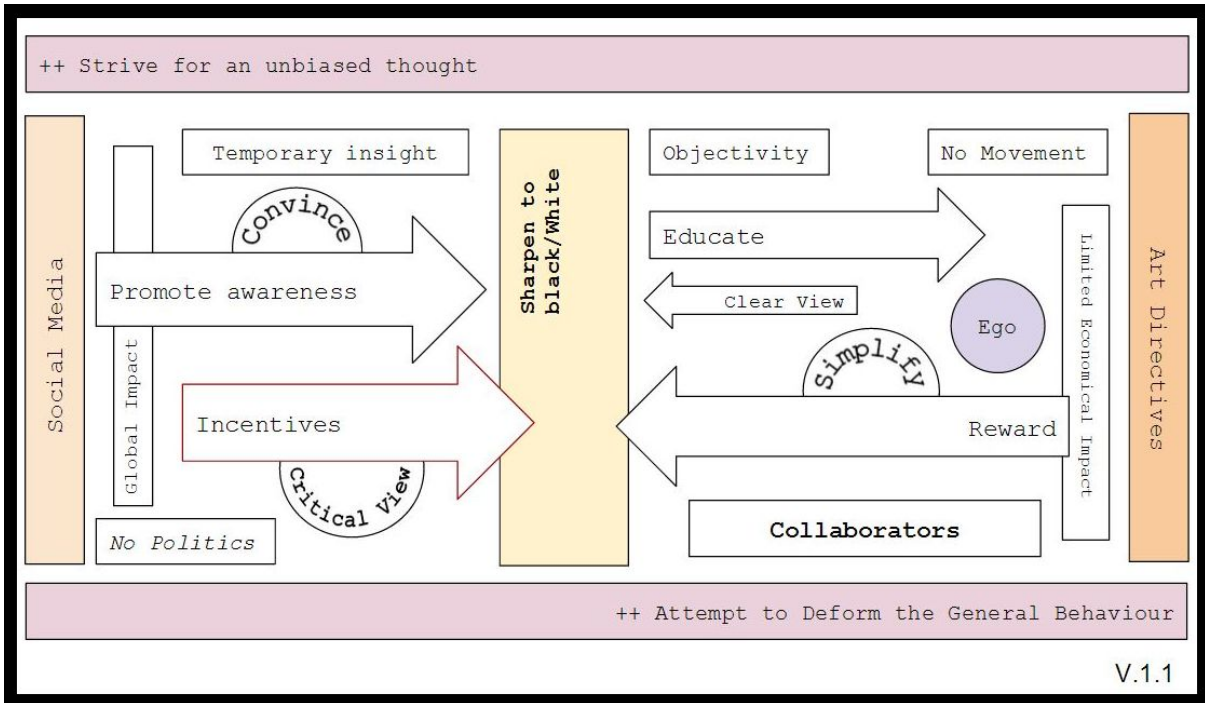 ++ Strive for an unbiased thought
Social Media
Global Impact
Temporary insight
Convince
Promote awareness
Incentives
Critical View
No Politics
Sharpen to
black/White
Objectivity
No Movement
Educate
Clear View
Ego
Simplify
Reward
Collaborators
Limited Economical Impact
Art Directives
++ Attempt to Deform the General Behaviour
V.1.1